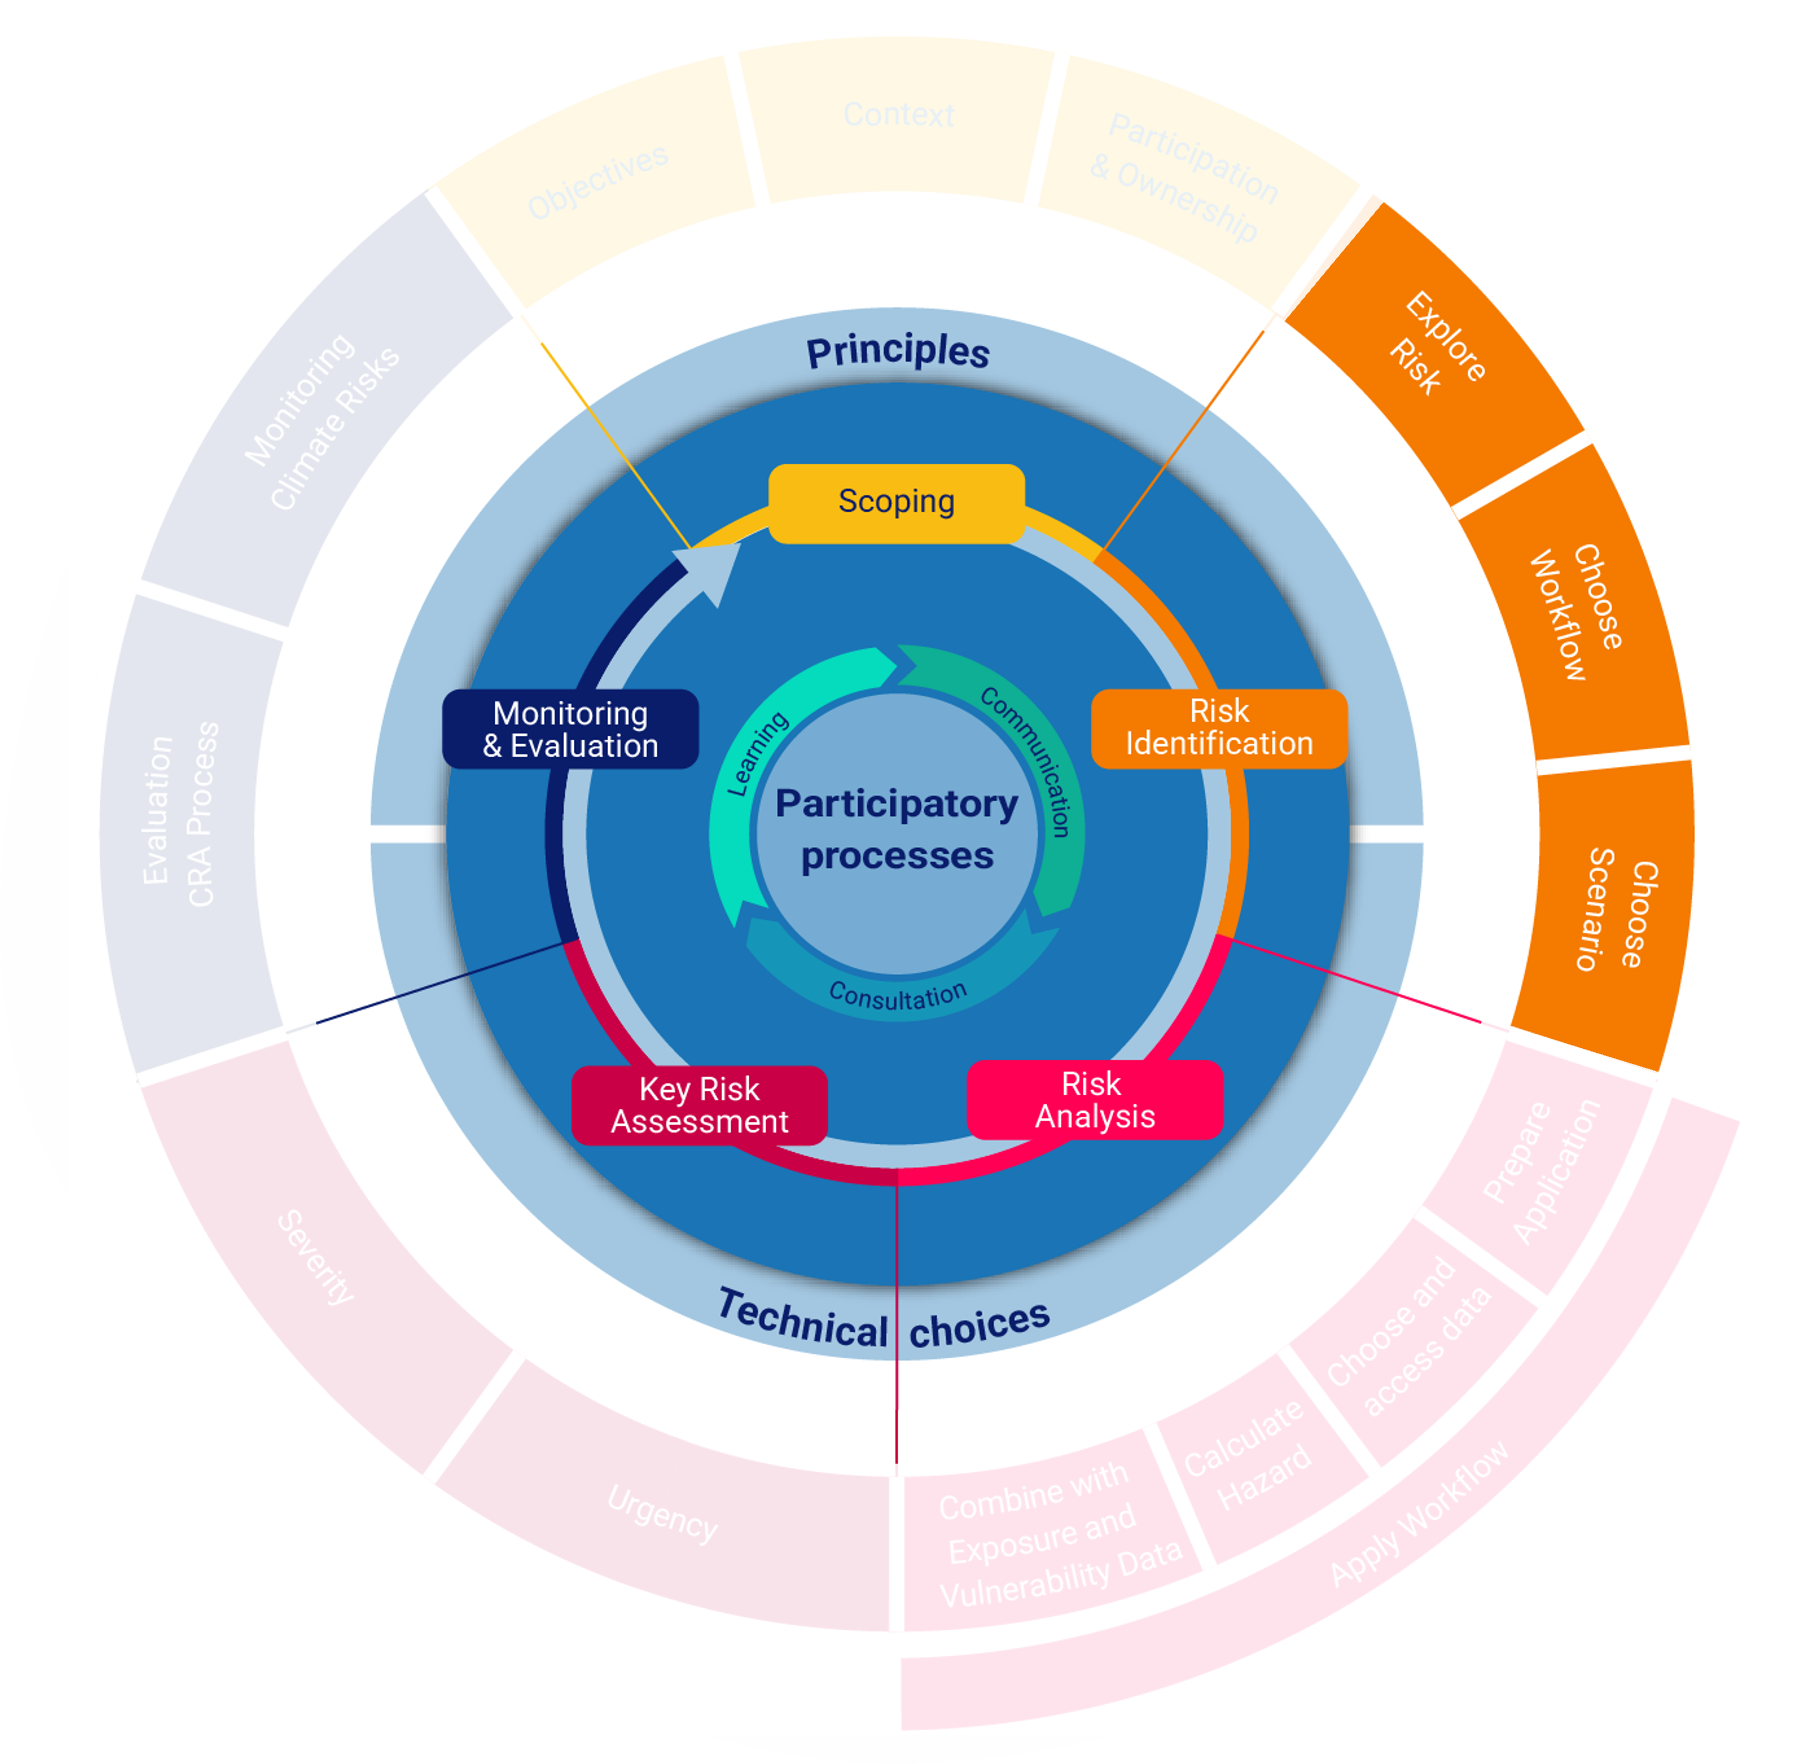 Objectives
Context
Participation
& Ownership
Explore
Risk
Choose
Workflow
Choose
Scenario
Prepare
Application
Choose and
access data
Calculate
Hazard
Combine with
Exposure and
Vulnerability Data
Apply Workflow
Urgency
Severity
Evaluation
CRA Process
Monitoring
Climate Risks
Principles
Technical choices
Scoping
Risk
Identification
Risk
Analysis
Key Risk
Assessment
Monitoring
& Evaluation
Communication
Consultation
Learning
Participatory
processes